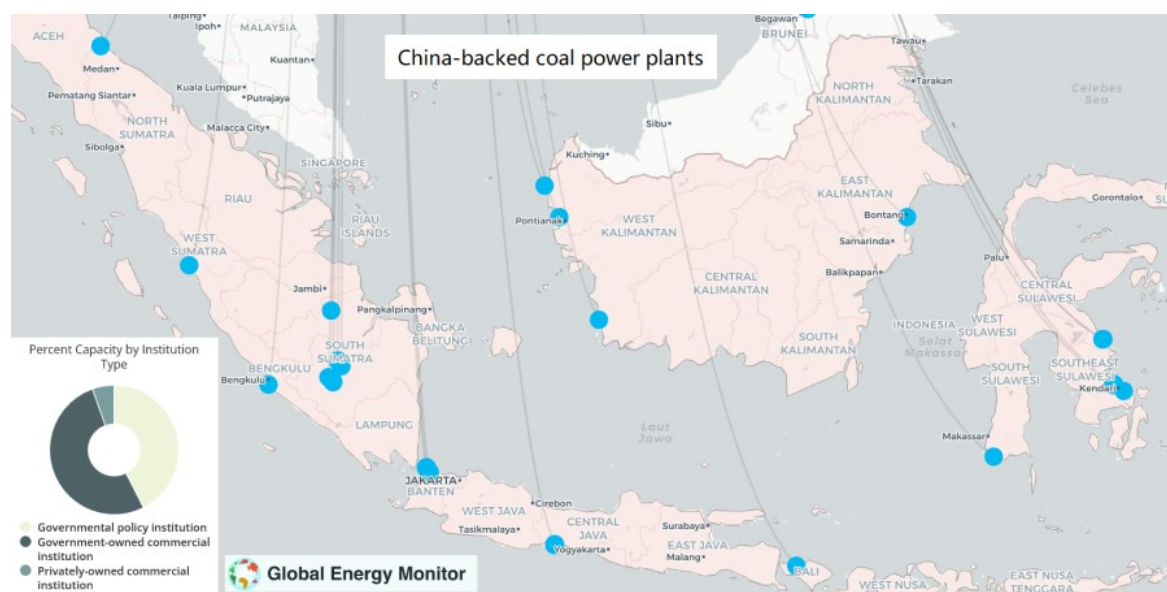 Taiping
Ipoh
MALAYSIA
Begawan
BRUNEI
ACEH
China-backed coal power plants
Tawau
Medan
Kuantan
Tarakan
Kuala Lumpur
Putrajaya
NORTH
KALIMANTAN
Celebes
Sea
Pematang Siantar
NORTH
SUMATRA
Malacca City
Sibu
Sibolga
Kuching
SINGAPORE
RIAU
EAST
KALIMANTAN
Gorontalo
Pontianak
WEST
KALIMANTAN
Bontang
RIAU
ISLANDS
WEST
SUMATRA
Samarinda
Palu
Balikpapan
CENTRAL
KALIMANTAN
CENTRAL
SULAWESI
Jambi
Pangkalpinang
BANGKA
BELITUNG
INDONESIA
WEST
SULAWESI
Selat
Makassar
SOUTH
KALIMANTAN
SOUTH
SUMATRA
Percent Capacity by Institution
Type
BENGKULU
Bengkulu
SOUTHEAST
SULAWESI
SOUTH
SULAWESI
Kendari
LAMPUNG
Laut
Jawa
Makassar
JAKARTA
BANTEN
WEST JAVA
Cirebon
Tasikmalaya
CENTRAL
JAVA
Surabaya
Yogyakarta
EAST JAVA
Malang
BALI
WEST NUSA
EAST NUSA
TENGGARA
Governmental policy institution
Government-owned commercial
institution
Privately-owned commercial
institution
Global Energy Monitor